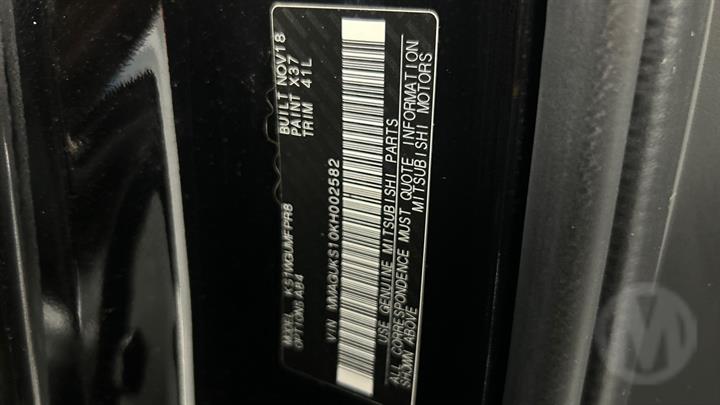 MODEL KS1WGUMFPR8 BUILT NOV18
OPTIONS AB4 PAINT X37
TRIM 41L
VIN MMAGUKS10KH002582
USE GENUINE MITSUBISHI PARTS
ALL CORRESPONDENCE MUST QUOTE INFORMATION
SHOWN ABOVE MITSUBISHI MOTORS
M